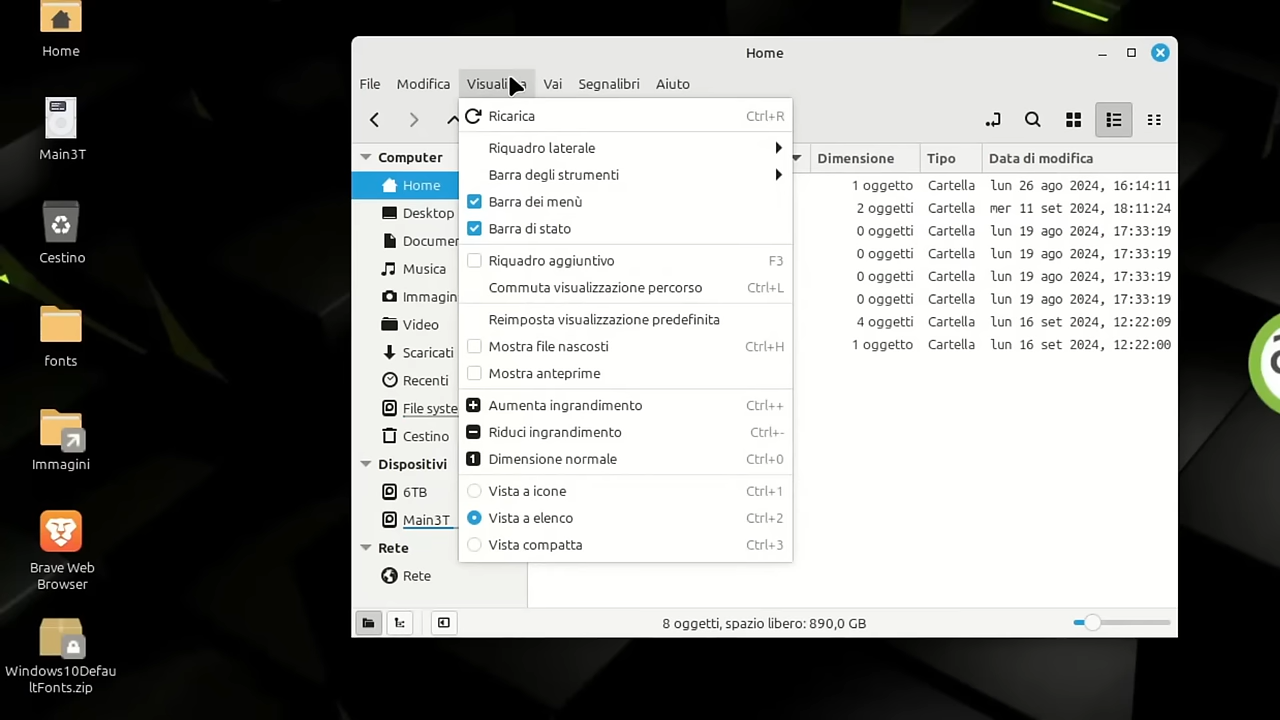 Home
Main3T
Cestino
fonts
Immagini
Brave Web
Browser
Windows10Defau
ltFonts.zip
Home
File Modifica Vai Segnalibri Aiuto
Ricarica Ctrl+R
Riquadro laterale
Barra degli strumenti
Barra dei menù
Barra di stato
Riquadro aggiuntivo F3
Commuta visualizzazione percorso Ctrl+L
Reimposta visualizzazione predefinita
Mostra file nascosti Ctrl+H
Mostra anteprime
Aumenta ingrandimento Ctrl++
Riduci ingrandimento Ctrl+-
Dimensione normale Ctrl+0
Vista a icone Ctrl+1
Vista a elenco Ctrl+2
Vista compatta Ctrl+3
Computer
Home
Desktop
Documen
Musica
Immagin
Video
Scaricati
Recenti
File syste
Cestino
Dispositivi
6TB
Main3T
Rete
Rete
Dimensione Tipo Data di modifica
1 oggetto Cartella lun 26 ago 2024, 16:14:11
2 oggetti Cartella mer 11 set 2024, 18:11:24
0 oggetti Cartella lun 19 ago 2024, 17:33:19
0 oggetti Cartella lun 19 ago 2024, 17:33:19
0 oggetti Cartella lun 19 ago 2024, 17:33:19
0 oggetti Cartella lun 19 ago 2024, 17:33:19
4 oggetti Cartella lun 16 set 2024, 12:22:09
1 oggetto Cartella lun 16 set 2024, 12:22:00
8 oggetti, spazio libero: 890,0 GB